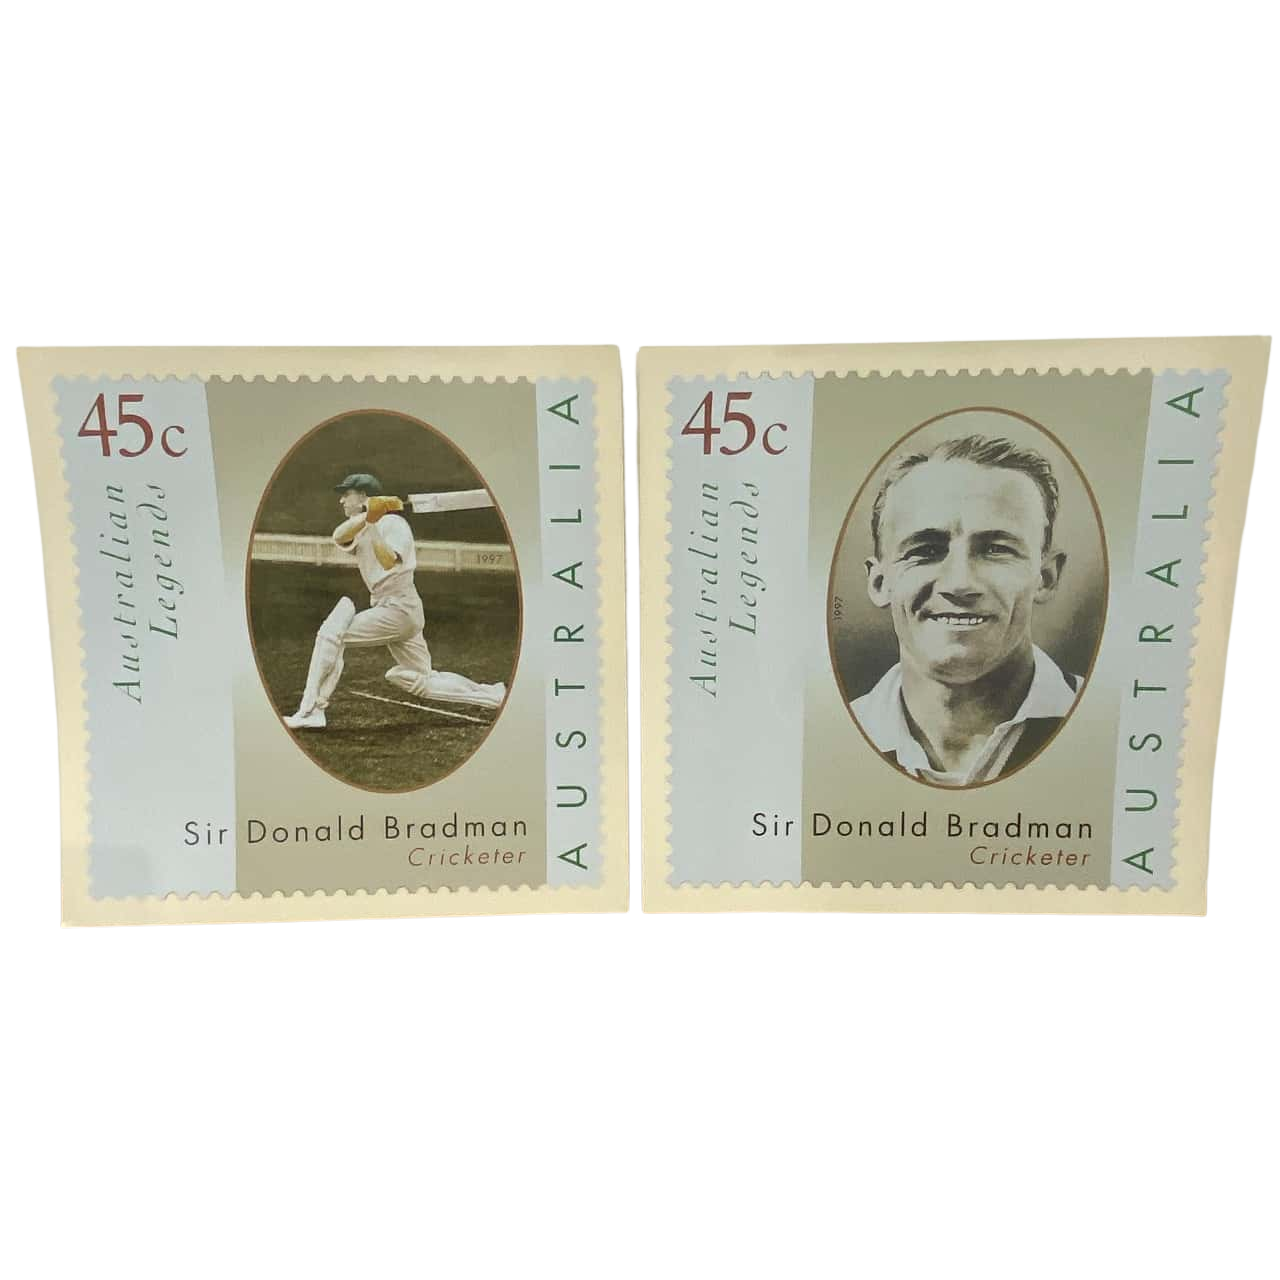 45c
Australian
Legends
1997
AUSTRALIA
Sir Donald Bradman
Cricketer
45c
Australian
Legends
1997
AUSTRALIA
Sir Donald Bradman
Cricketer